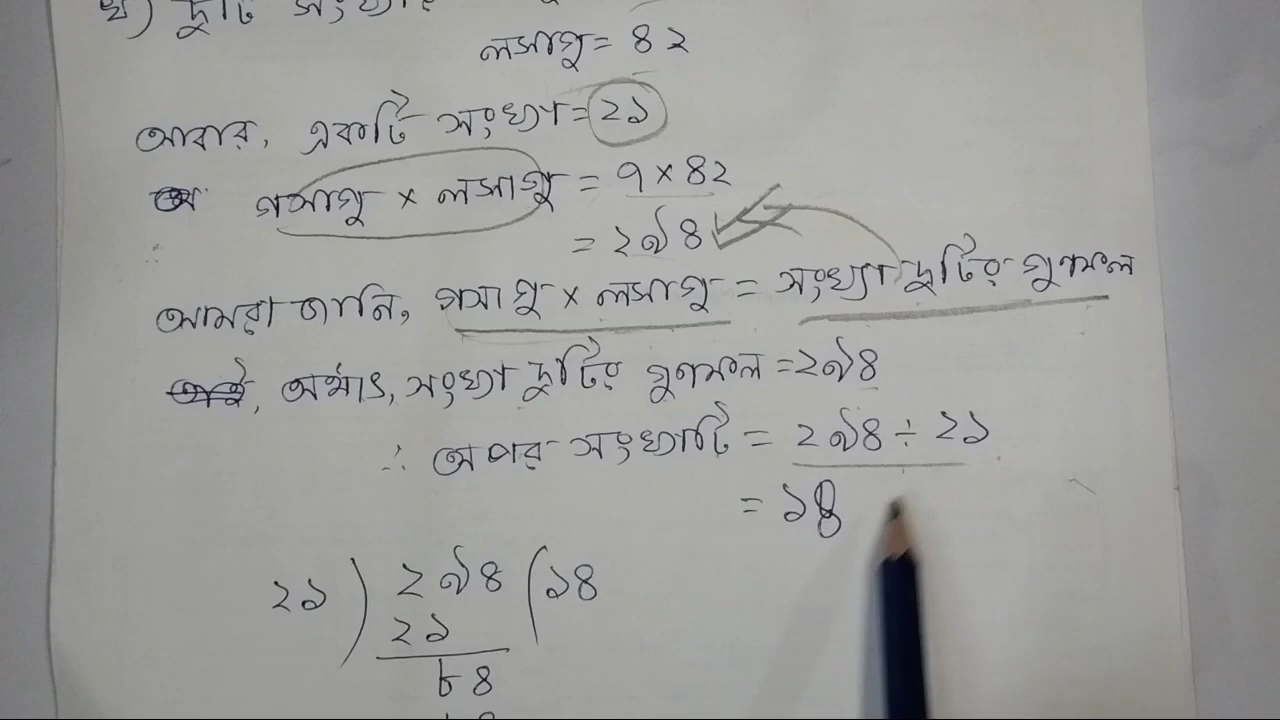 খ) দুটি সংখ্যার
লসাগু = ৪২
আবার, একটি সংখ্যা = ২১
গসাগু × লসাগু = ৭ × ৪২
= ২৯৪
আমরা জানি, গসাগু × লসাগু = সংখ্যা দুটির গুণফল
অর্থাৎ, সংখ্যা দুটির গুণফল = ২৯৪
∴ অপর সংখ্যাটি = ২৯৪ ÷ ২১
= ১৪
২১ ) ২৯৪ ( ১৪
২১
৮৪